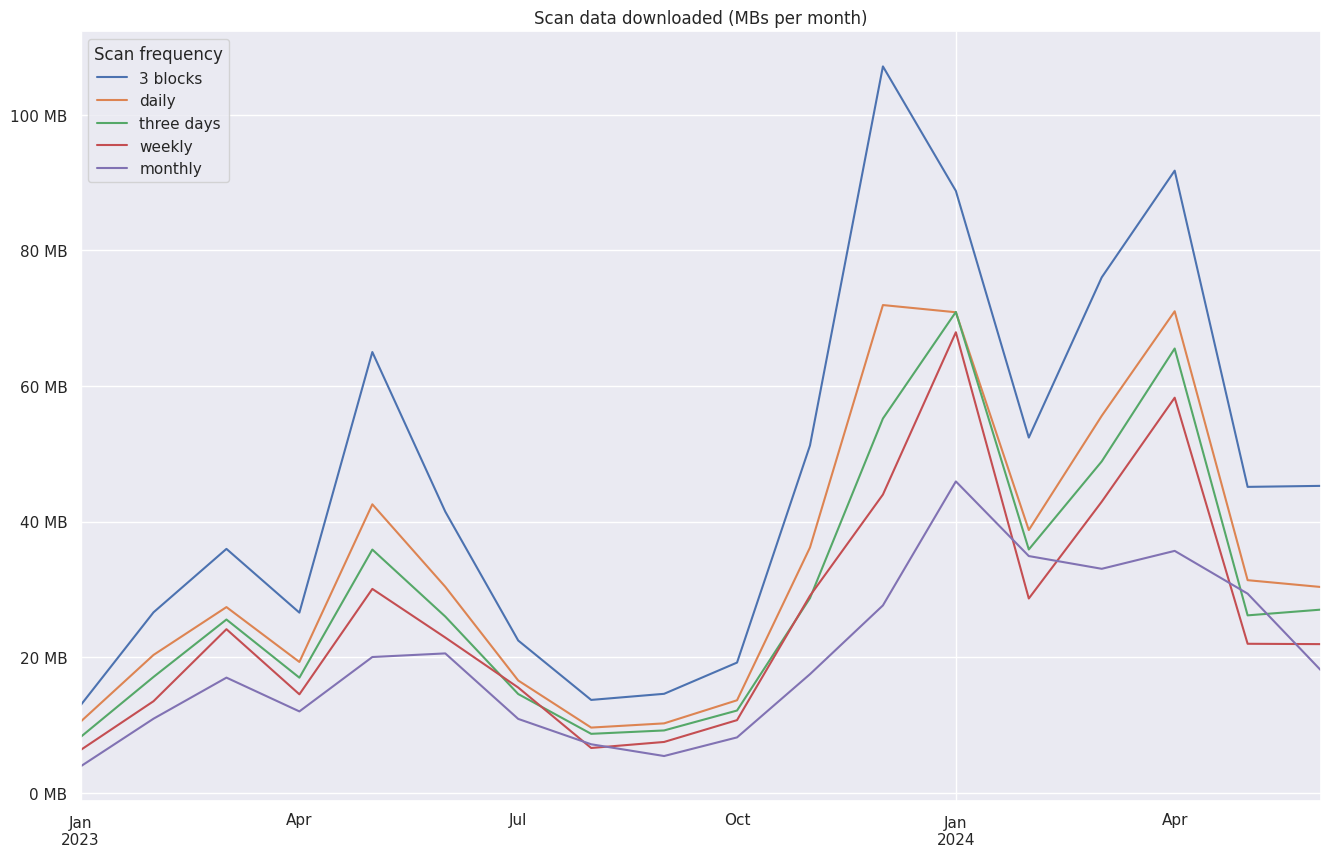 Scan data downloaded (MBs per month)
Scan frequency
3 blocks
daily
three days
weekly
monthly
100 MB
80 MB
60 MB
40 MB
20 MB
0 MB
Jan Apr Jul Oct Jan Apr
2023 2024